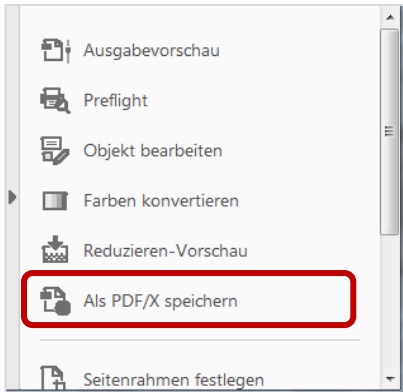 Ausgabevorschau
Preflight
Objekt bearbeiten
Farben konvertieren
Reduzieren-Vorschau
Als PDF/X speichern
Seitenrahmen festlegen